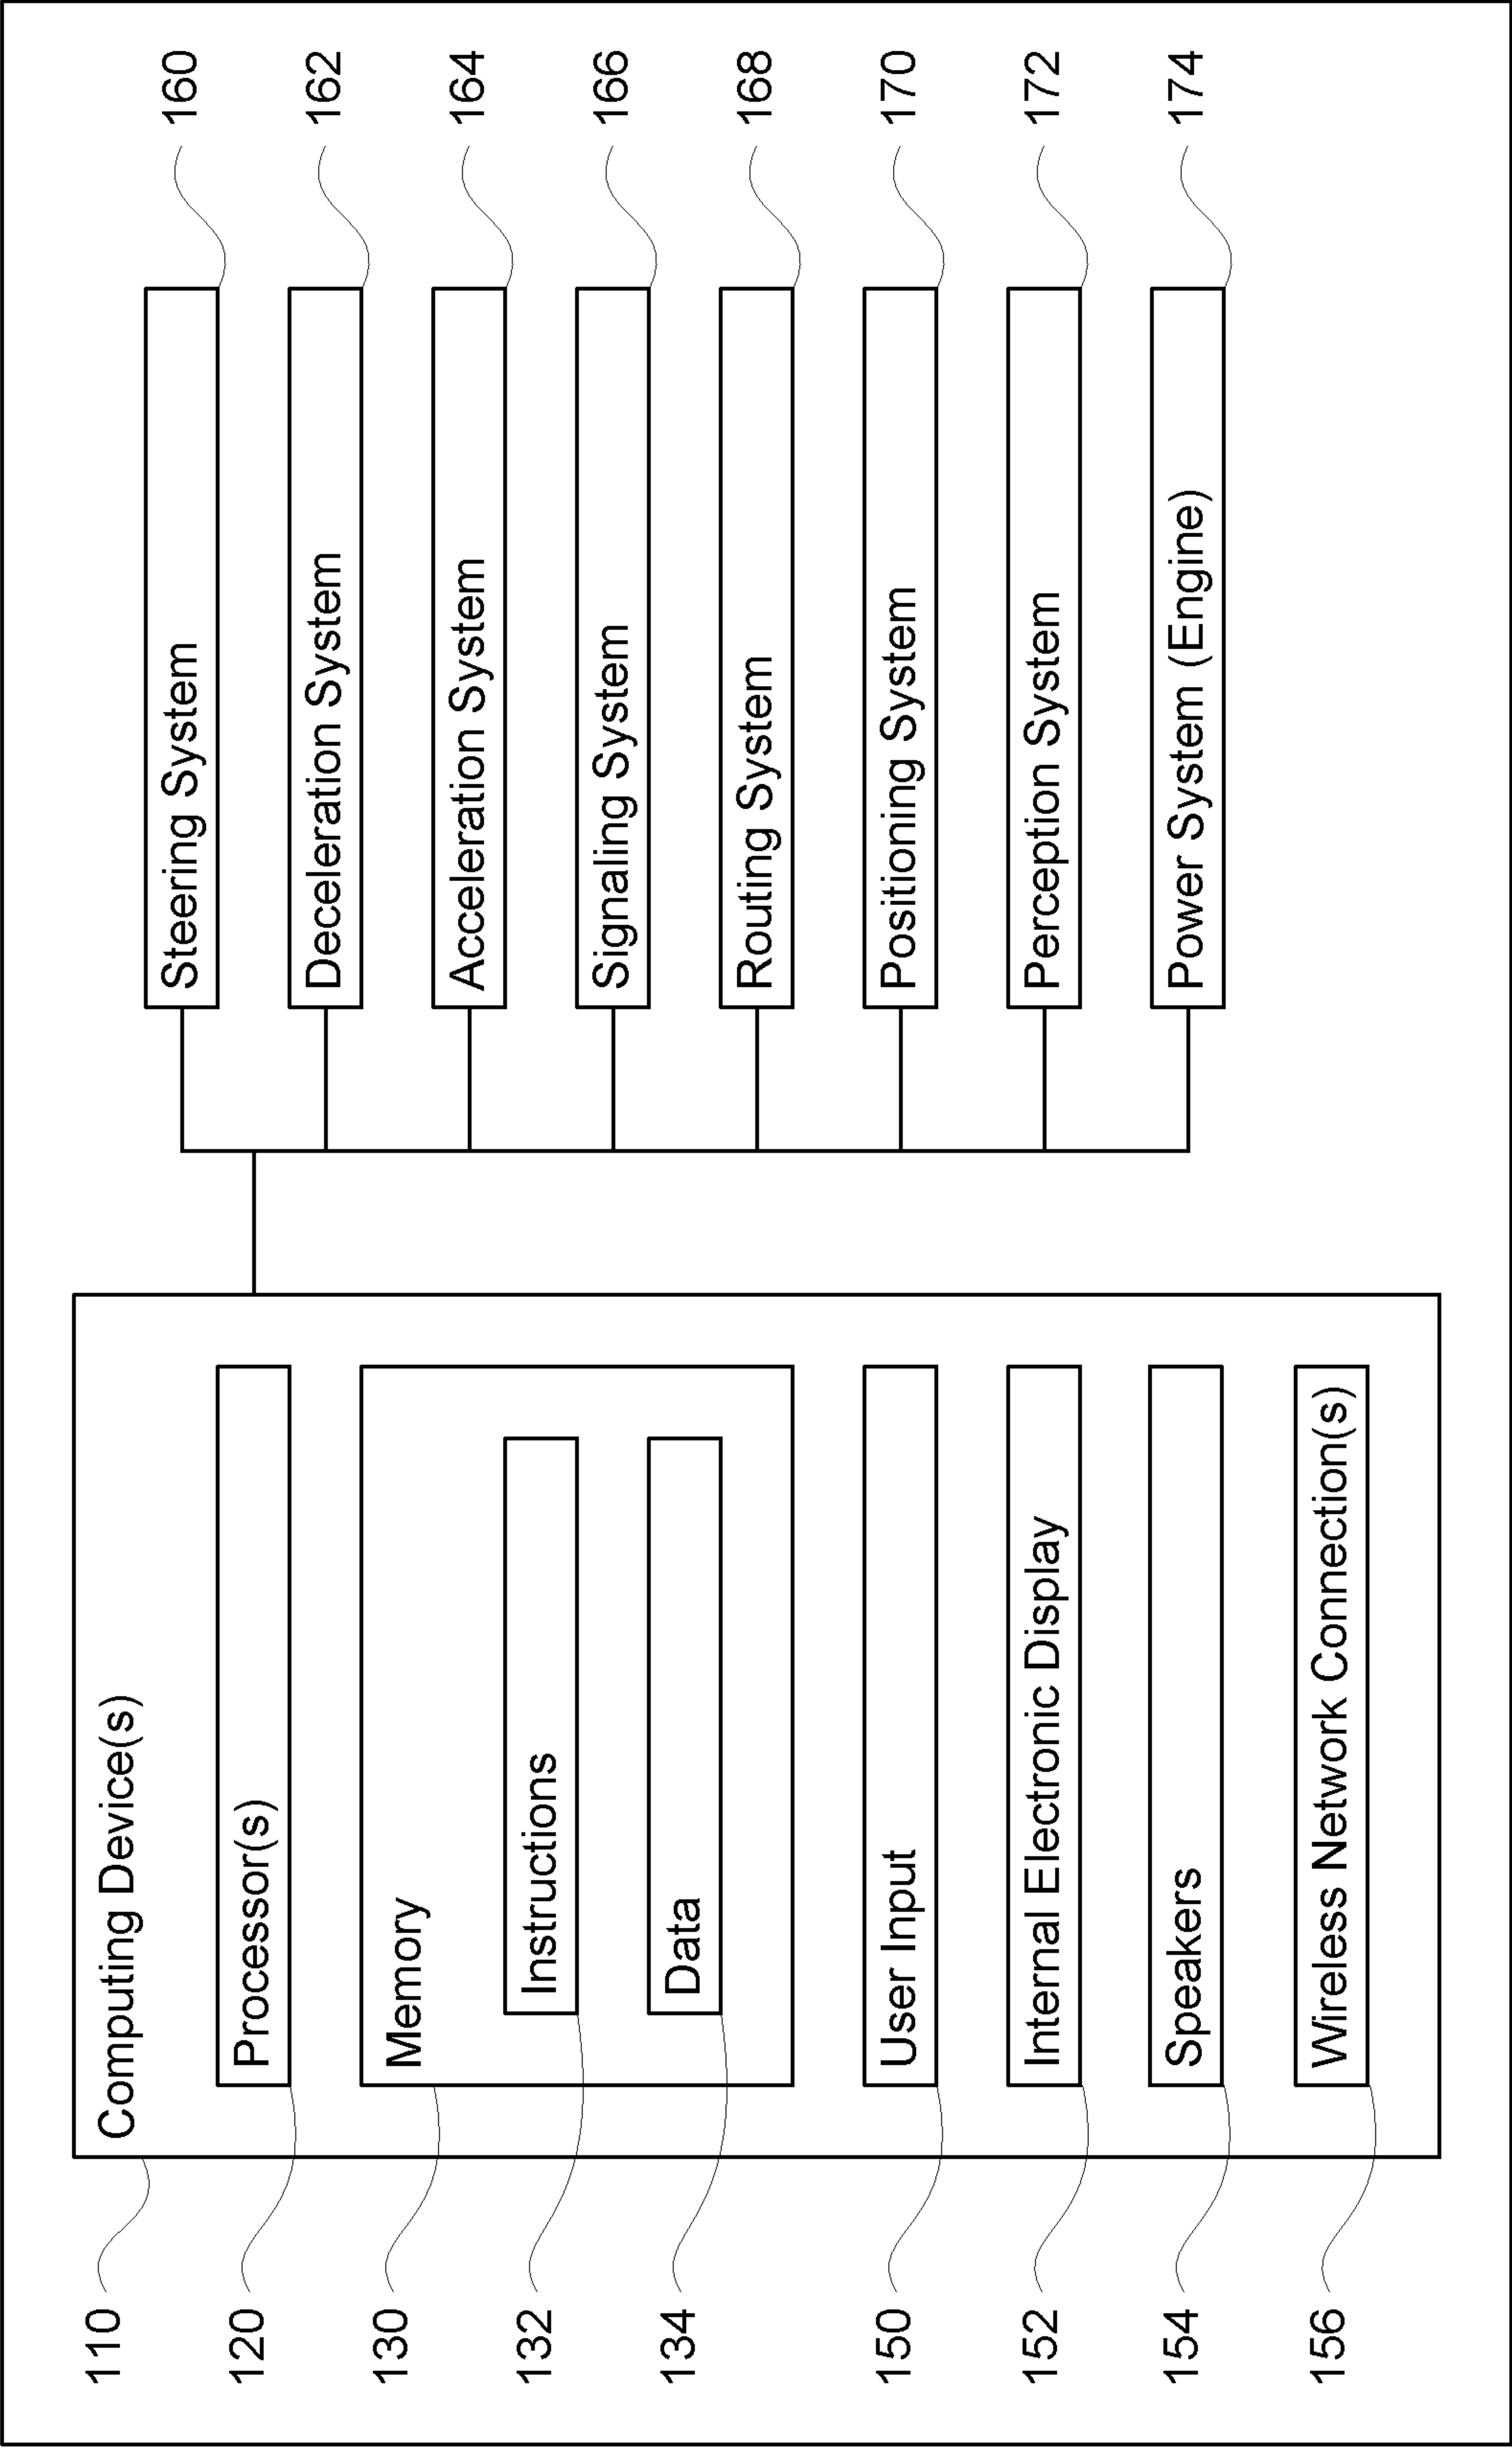 110
Computing Device(s)
120
Processor(s)
130
Memory
132
Instructions
134
Data
150
User Input
152
Internal Electronic Display
154
Speakers
156
Wireless Network Connection(s)
Steering System
160
Deceleration System
162
Acceleration System
164
Signaling System
166
Routing System
168
Positioning System
170
Perception System
172
Power System (Engine)
174